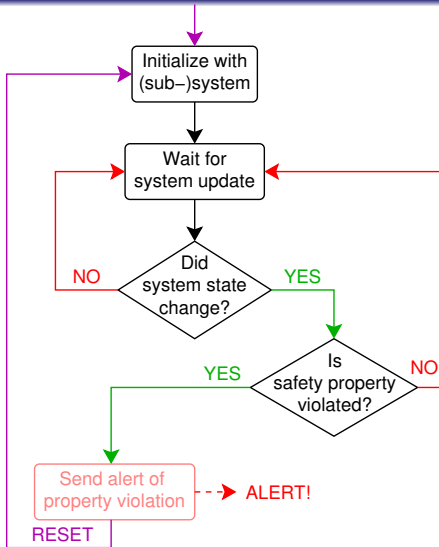 Initialize with
(sub−)system
Wait for
system update
Did
system state
change?
NO
YES
Is
safety property
violated?
YES
NO
Send alert of
property violation
ALERT!
RESET